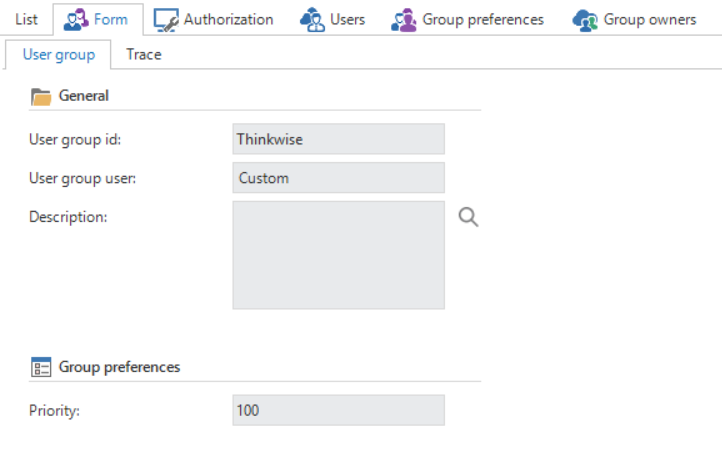 List Form Authorization Users Group preferences Group owners
User group Trace
General
User group id: Thinkwise
User group user: Custom
Description:
Group preferences
Priority: 100